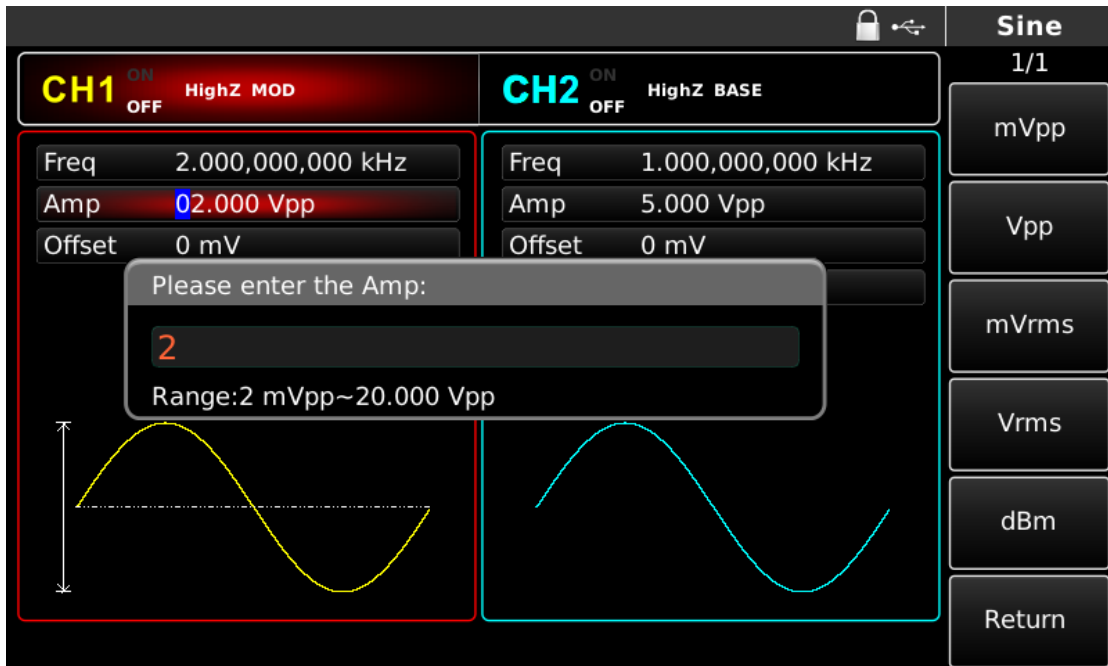 Sine
1/1
CH1 ON OFF HighZ MOD
CH2 ON OFF HighZ BASE
Freq 2.000,000,000 kHz
Amp 02.000 Vpp
Offset 0 mV
Freq 1.000,000,000 kHz
Amp 5.000 Vpp
Offset 0 mV
Please enter the Amp:
2
Range:2 mVpp~20.000 Vpp
mVpp
Vpp
mVrms
Vrms
dBm
Return